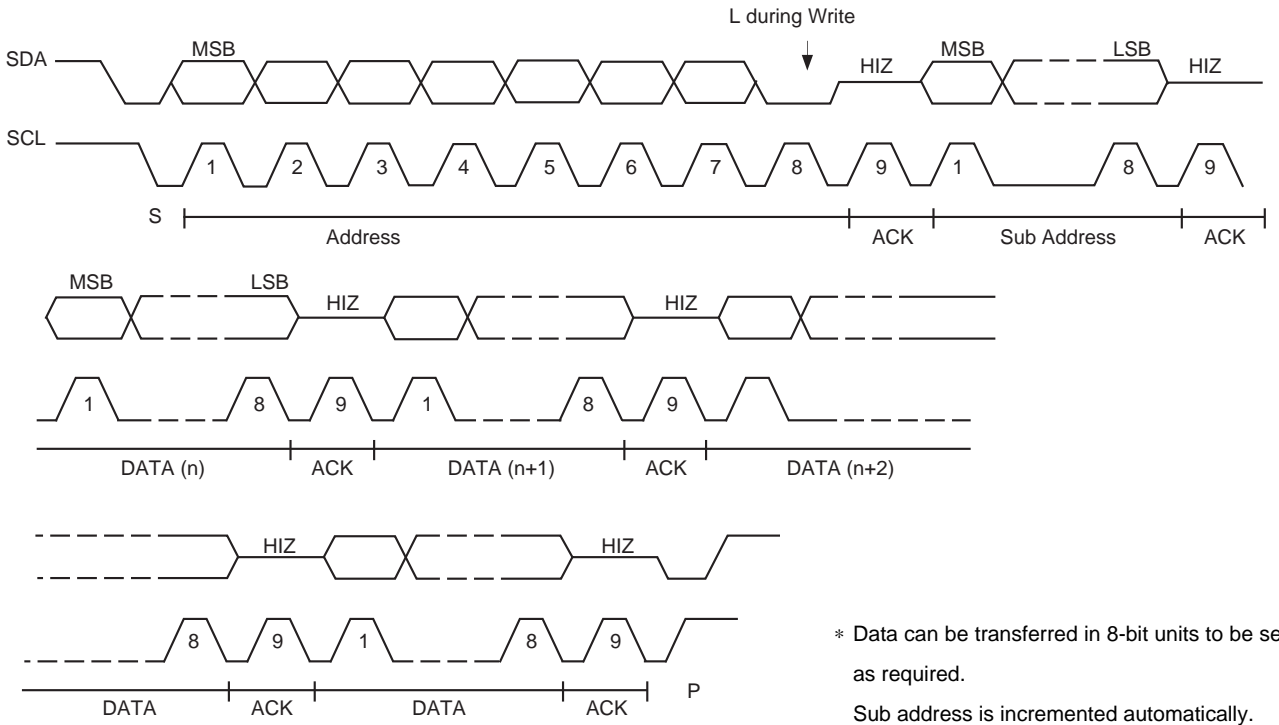 L during Write
SDA MSB HIZ MSB LSB HIZ
SCL 1 2 3 4 5 6 7 8 9 1 8 9
S Address ACK Sub Address ACK
MSB LSB HIZ HIZ
1 8 9 1 8 9
DATA (n) ACK DATA (n+1) ACK DATA (n+2)
HIZ HIZ
8 9 1 8 9
DATA ACK DATA ACK P
* Data can be transferred in 8-bit units to be
as required.
Sub address is incremented automatically.